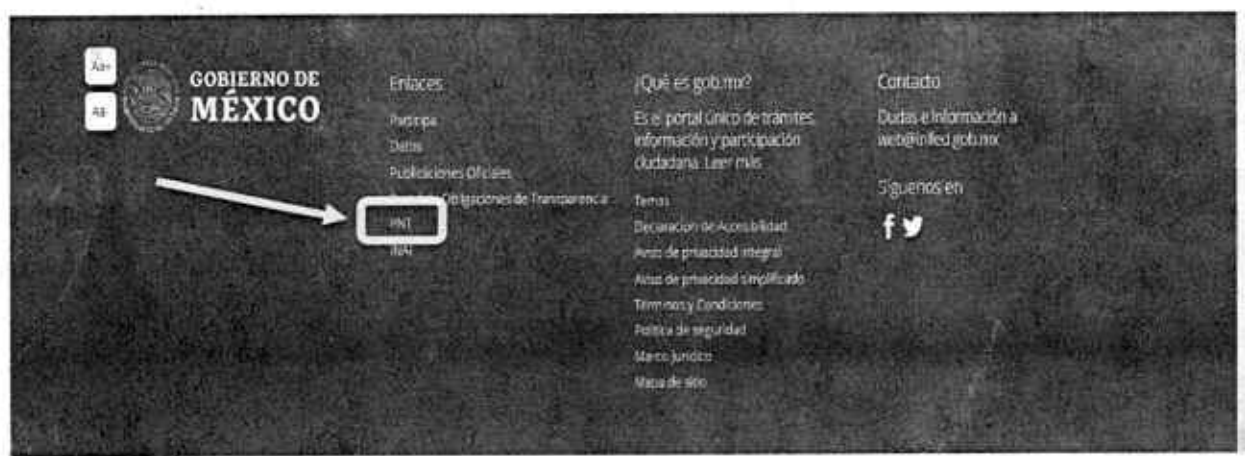 Aa+
Aa-
GOBIERNO DE
MÉXICO
Enlaces
Participa
Datos
Publicaciones Oficiales
Obligaciones de Transparencia
PNT
INAI
¿Qué es gob.mx?
Es el portal único de trámites,
información y participación
ciudadana. Leer más
Temas
Declaración de Accesibilidad
Aviso de privacidad integral
Aviso de privacidad simplificado
Términos y Condiciones
Política de seguridad
Marco Jurídico
Mapa de sitio
Contacto
Dudas e información a
web@infed.gob.mx
Síguenos en